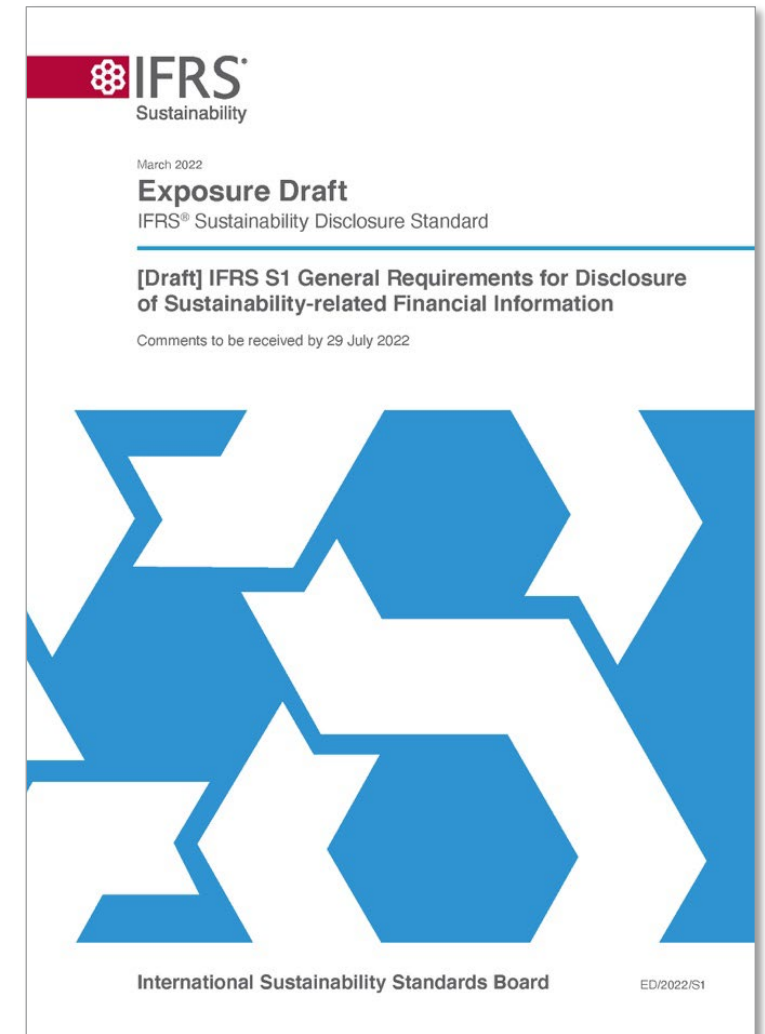 IFRS®
Sustainability
March 2022
Exposure Draft
IFRS® Sustainability Disclosure Standard
[Draft] IFRS S1 General Requirements for Disclosure
of Sustainability-related Financial Information
Comments to be received by 29 July 2022
International Sustainability Standards Board
ED/2022/S1